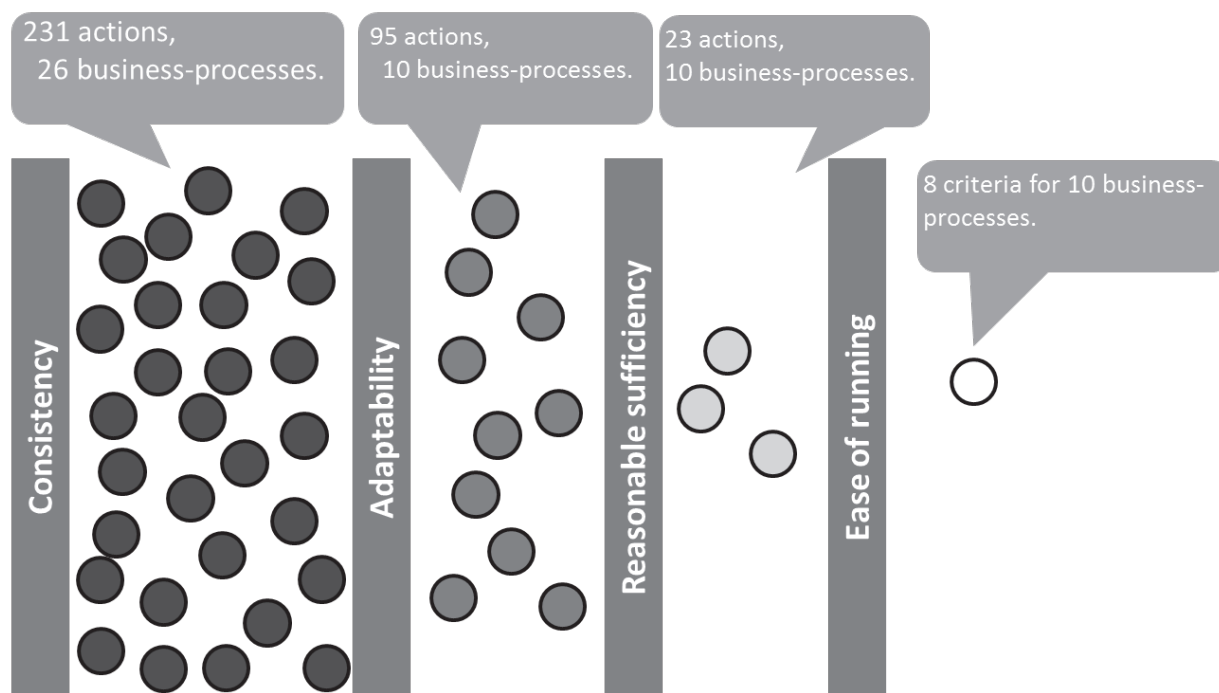 231 actions,
26 business-processes.
95 actions,
10 business-processes.
23 actions,
10 business-processes.
8 criteria for 10 business-
processes.
Consistency
Adaptability
Reasonable sufficiency
Ease of running